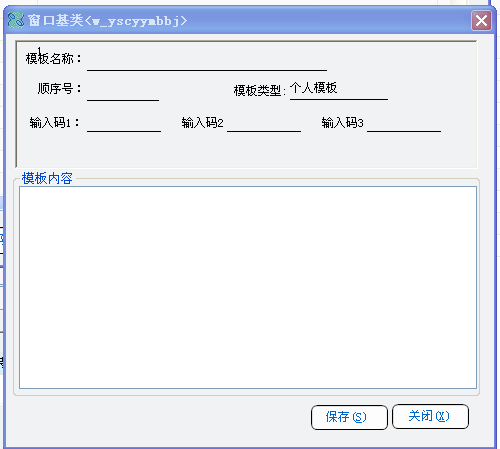 窗口基类<w_yscyymbbj>
模板名称：
顺序号： 模板类型: 个人模板
输入码1： 输入码2 输入码3
模板内容
保存(S) 关闭(X)